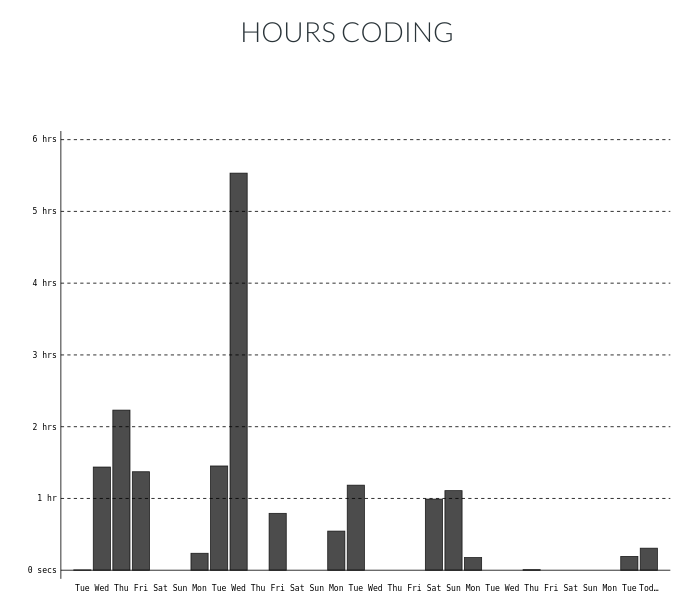 HOURS CODING
6 hrs
5 hrs
4 hrs
3 hrs
2 hrs
1 hr
0 secs
Tue Wed Thu Fri Sat Sun Mon Tue Wed Thu Fri Sat Sun Mon Tue Wed Thu Fri Sat Sun Mon Tue Wed Thu Fri Sat Sun Mon Tue Tod…